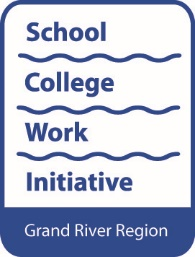 School
College
Work
Initiative
Grand River Region